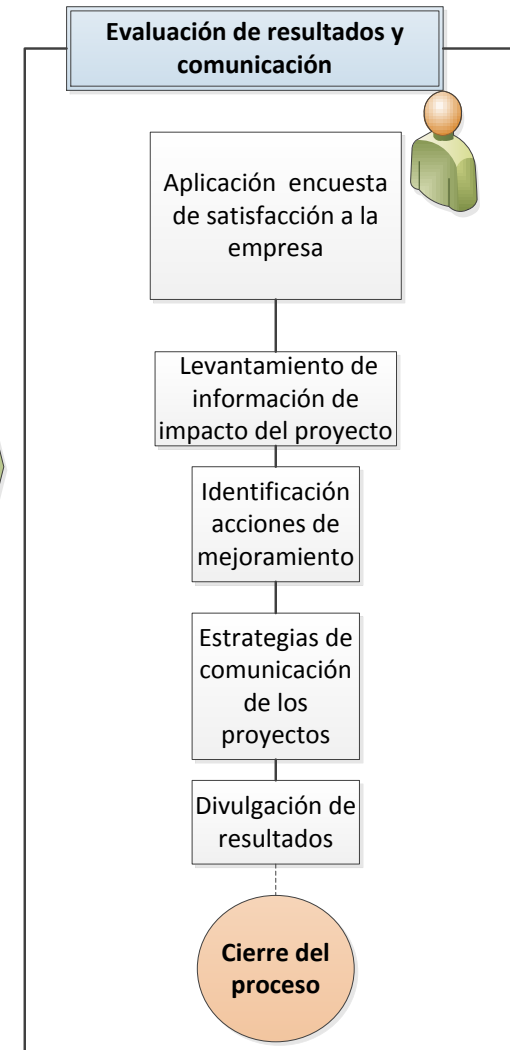 Evaluación de resultados y
comunicación
Aplicación encuesta
de satisfacción a la
empresa
Levantamiento de
información de
impacto del proyecto
Identificación
acciones de
mejoramiento
Estrategias de
comunicación
de los
proyectos
Divulgación de
resultados
Cierre del
proceso